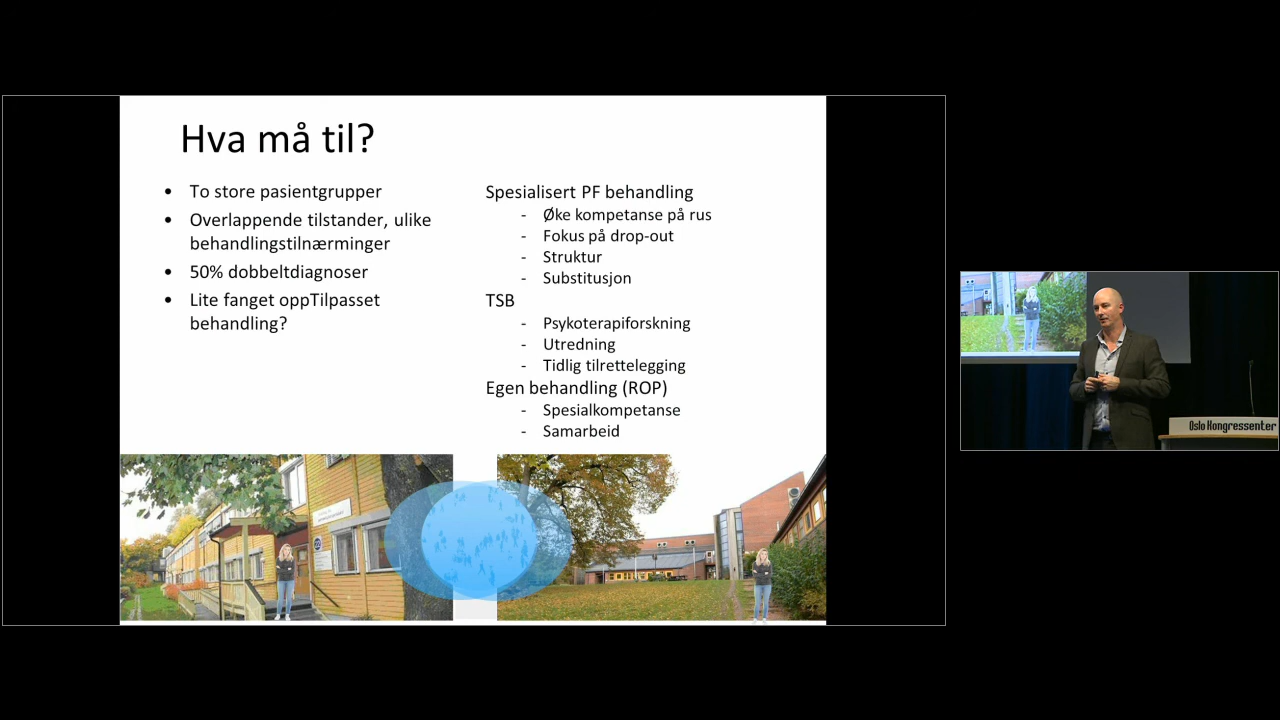 Hva må til?
• To store pasientgrupper
• Overlappende tilstander, ulike
behandlingstilnærminger
• 50% dobbeltdiagnoser
• Lite fanget oppTilpasset
behandling?
Spesialisert PF behandling
- Øke kompetanse på rus
- Fokus på drop-out
- Struktur
- Substitusjon
TSB
- Psykoterapiforskning
- Utredning
- Tidlig tilrettelegging
Egen behandling (ROP)
- Spesialkompetanse
- Samarbeid
Oslo Kongressenter